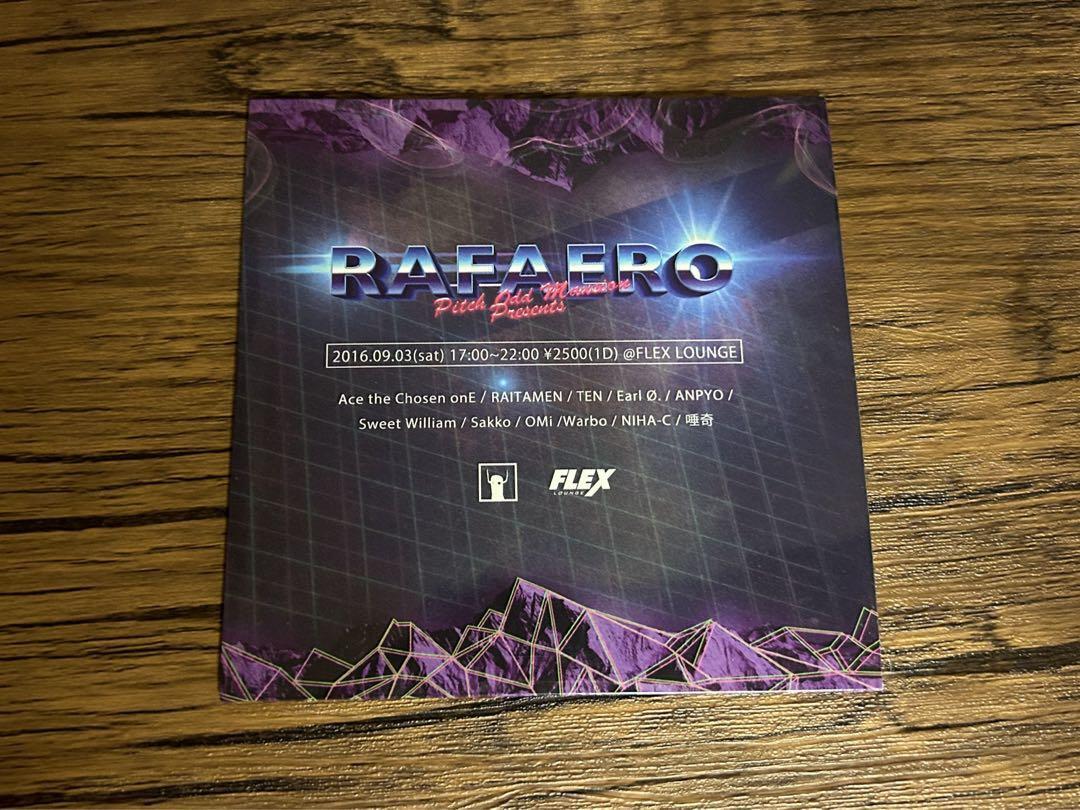 RAFAERO
Pitch Odd Mansion
Presents
2016.09.03(sat) 17:00~22:00 ¥2500(1D) @FLEX LOUNGE
Ace the Chosen onE / RAITAMEN / TEN / Earl Ø. / ANPYO /
Sweet William / Sakko / OMi /Warbo / NIHA-C / 唾奇
FLEX
LOUNGE